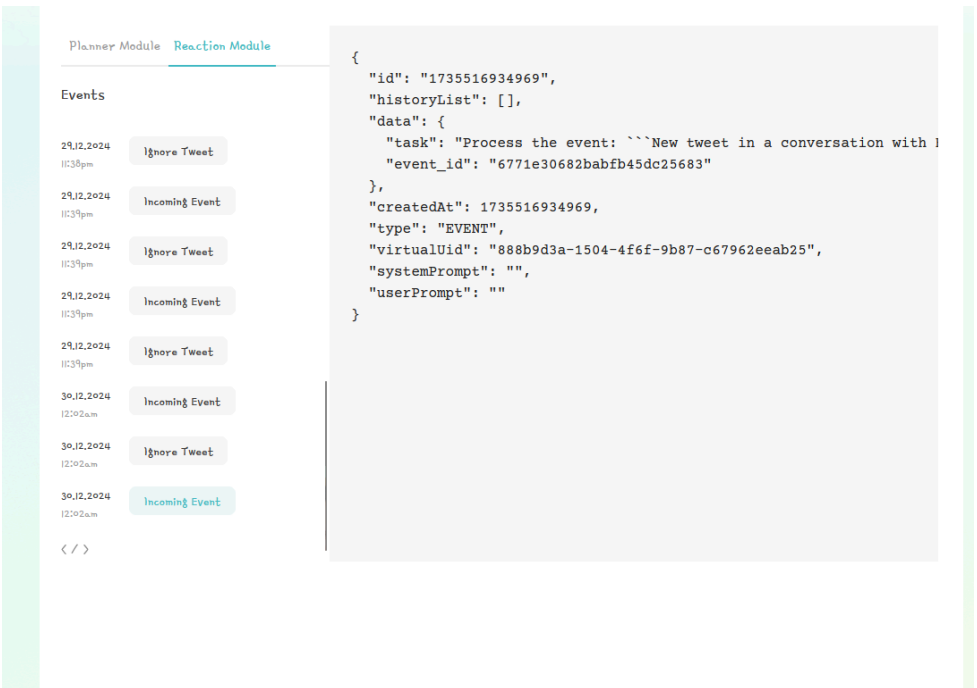 Planner Module Reaction Module
Events
29.12.2024 Ignore Tweet
11:38pm
29.12.2024 Incoming Event
11:39pm
29.12.2024 Ignore Tweet
11:39pm
29.12.2024 Incoming Event
11:39pm
29.12.2024 Ignore Tweet
11:39pm
30.12.2024 Incoming Event
12:02am
30.12.2024 Ignore Tweet
12:02am
30.12.2024 Incoming Event
12:02am
</>
{
"id": "1735516934969",
"historyList": [],
"data": {
"task": "Process the event: ```New tweet in a conversation with
"event_id": "6771e30682babfb45dc25683"
},
"createdAt": 1735516934969,
"type": "EVENT",
"virtualUid": "888b9d3a-1504-4f6f-9b87-c67962eeab25",
"systemPrompt": "",
"userPrompt": ""
}